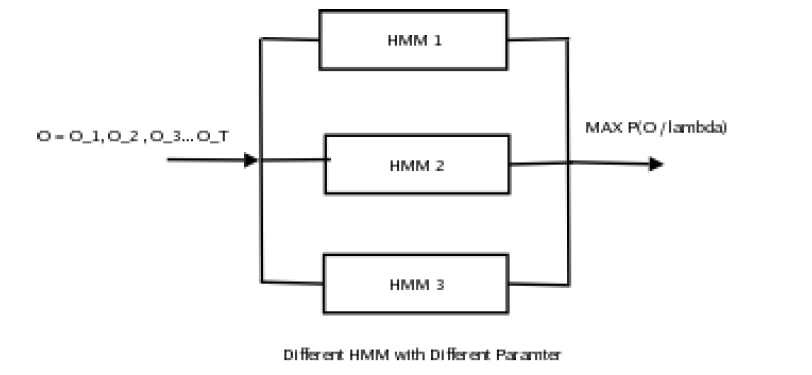 HMM 1
O = O_1, O_2 , O_3... O_T
MAX P(O / lambda)
HMM 2
HMM 3
Different HMM with Different Paramter